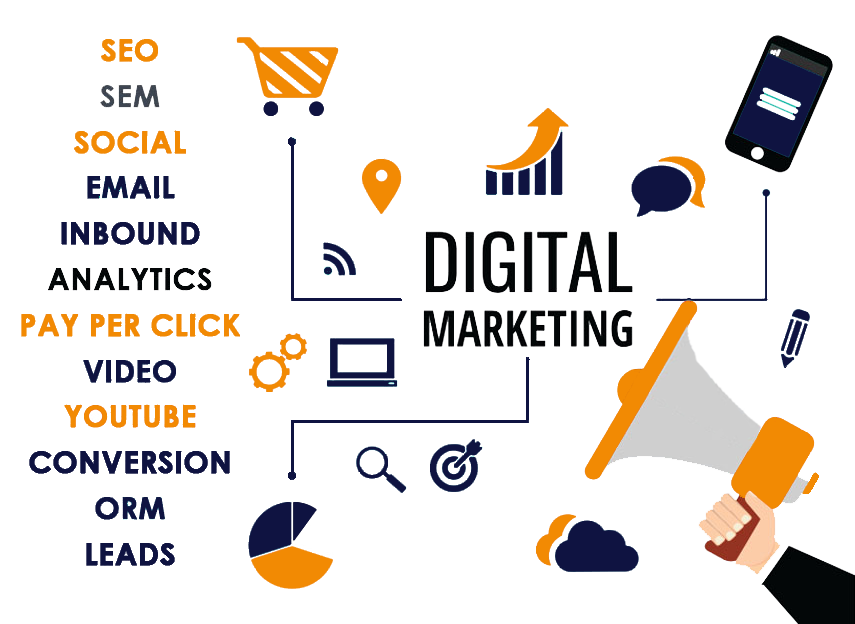 SEO
SEM
SOCIAL
EMAIL
INBOUND
ANALYTICS
PAY PER CLICK
VIDEO
YOUTUBE
CONVERSION
ORM
LEADS
DIGITAL
MARKETING